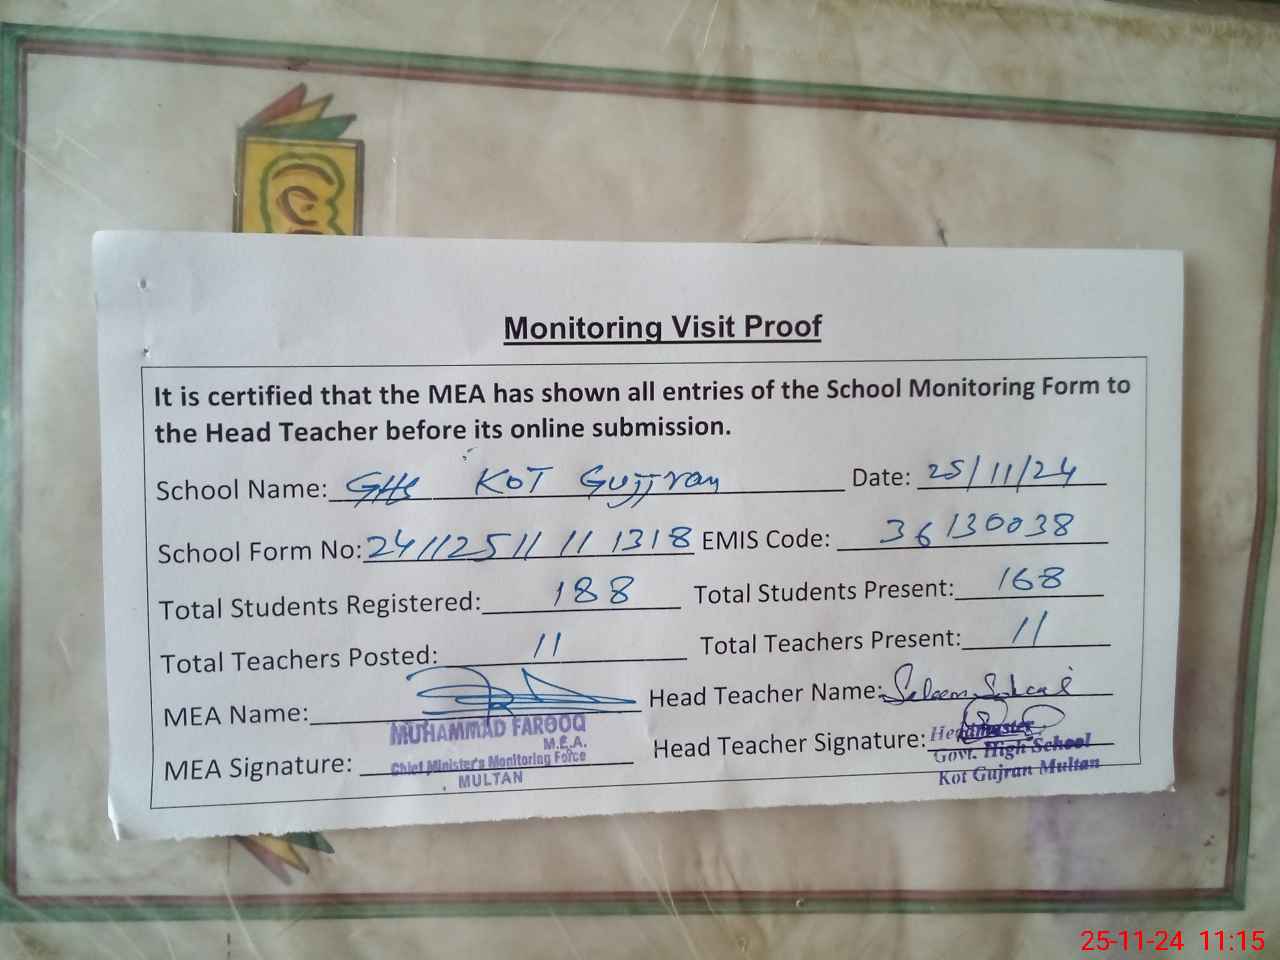 Monitoring Visit Proof
It is certified that the MEA has shown all entries of the School Monitoring Form to
the Head Teacher before its online submission.
School Name: GHS KOT Gujjran Date: 25/11/24
School Form No: 24112511 11 1318 EMIS Code: 36130038
Total Students Registered: 188 Total Students Present: 168
Total Teachers Posted: 11 Total Teachers Present: 11
MEA Name: Head Teacher Name: Saleem
MUHAMMAD FAROOQ
M.E.A.
Chief Minister's Monitoring Force
MULTAN
MEA Signature: Head Teacher Signature:
Headmaster
Govt. High School
Kot Gujran Multan
25-11-24 11:15